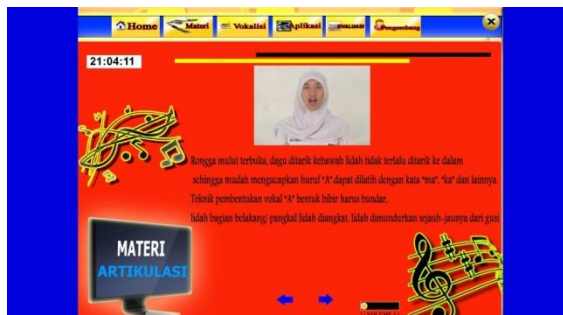 Home Materi Vokalisi Aplikasi EVALUASI Pengembang
21:04:11
Rongga mulut terbuka, dagu ditarik kebawah lidah tidak terlalu ditarik ke dalam
sehingga mudah mengucapkan huruf "A".dapat dilatih dengan kata "ma", "ka" dan lainnya.
Teknik pembentukan vokal "A" bentuk bibir harus bundar,
lidah bagian belakang/ pangkal lidah diangkat, lidah dimundurkan sejauh-jaunya dari gusi
MATERI
ARTIKULASI